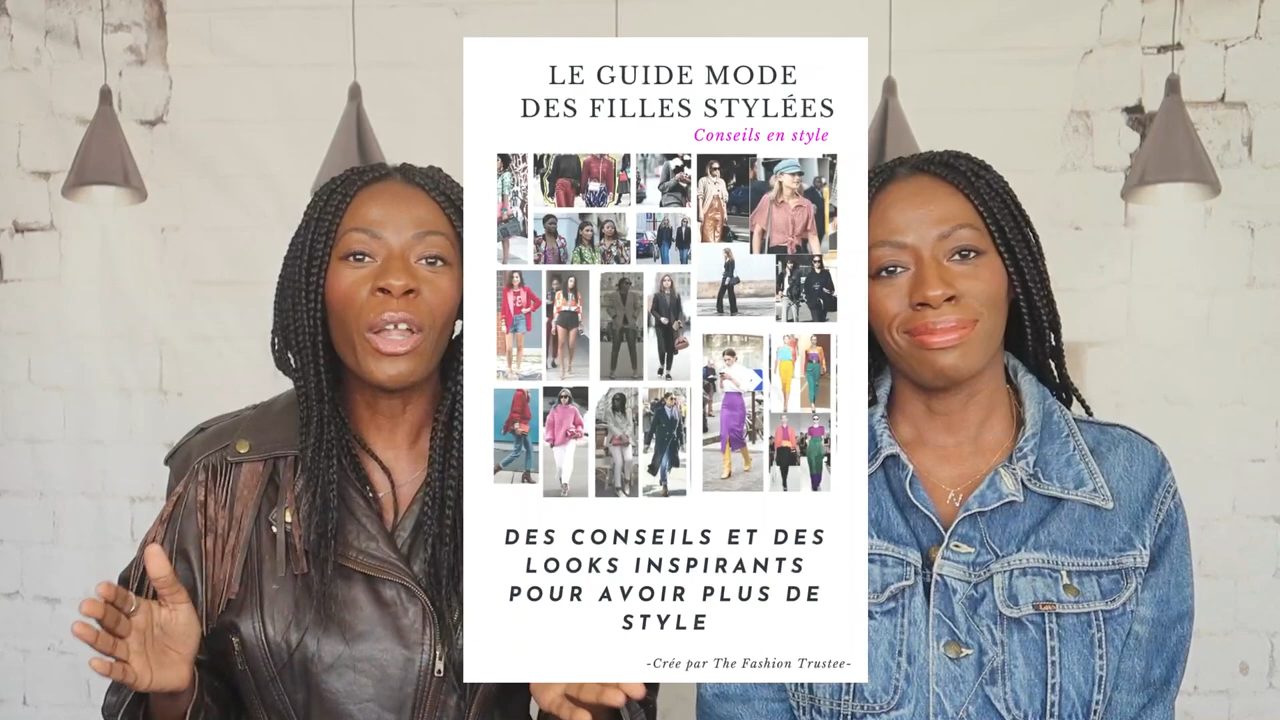 LE GUIDE MODE
DES FILLES STYLÉES
Conseils en style
DES CONSEILS ET DES
LOOKS INSPIRANTS
POUR AVOIR PLUS DE
STYLE
-Crée par The Fashion Trustee-
Lee